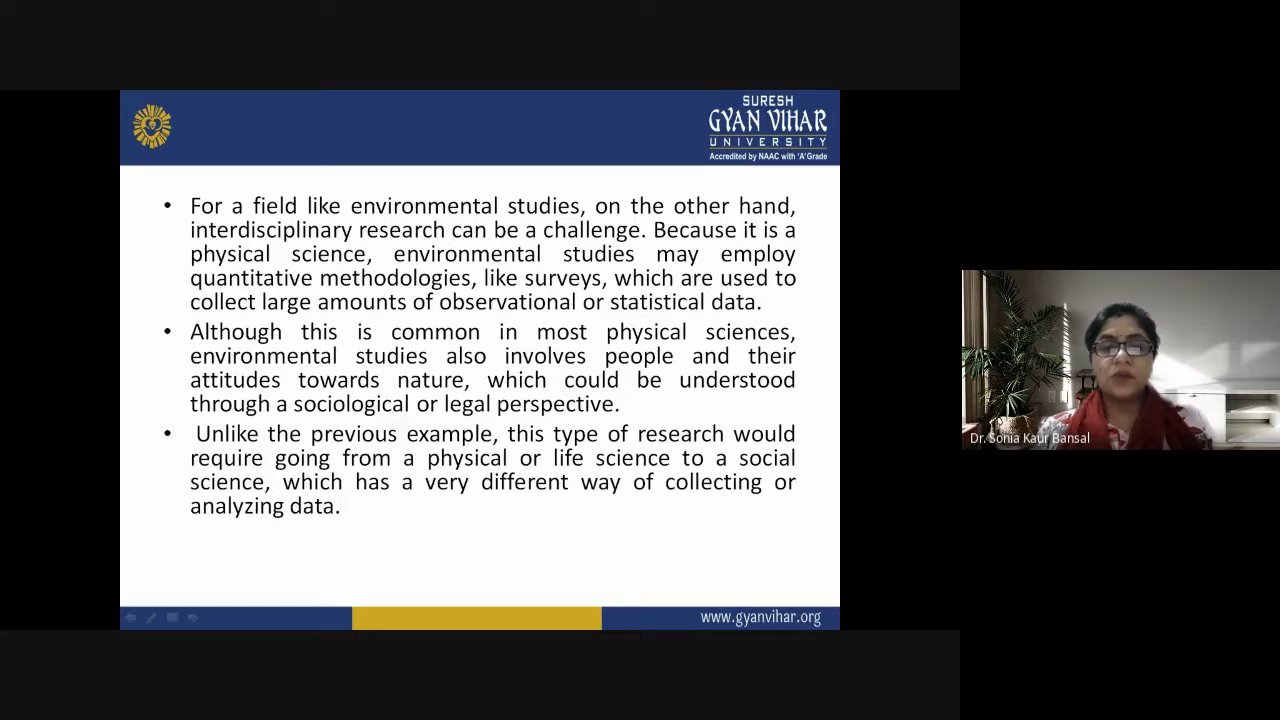 SURESH
GYAN VIHAR
UNIVERSITY
Accredited by NAAC with 'A' Grade
• For a field like environmental studies, on the other hand,
interdisciplinary research can be a challenge. Because it is a
physical science, environmental studies may employ
quantitative methodologies, like surveys, which are used to
collect large amounts of observational or statistical data.
• Although this is common in most physical sciences,
environmental studies also involves people and their
attitudes towards nature, which could be understood
through a sociological or legal perspective.
• Unlike the previous example, this type of research would
require going from a physical or life science to a social
science, which has a very different way of collecting or
analyzing data.
www.gyanvihar.org
Dr. Sonia Kaur Bansal